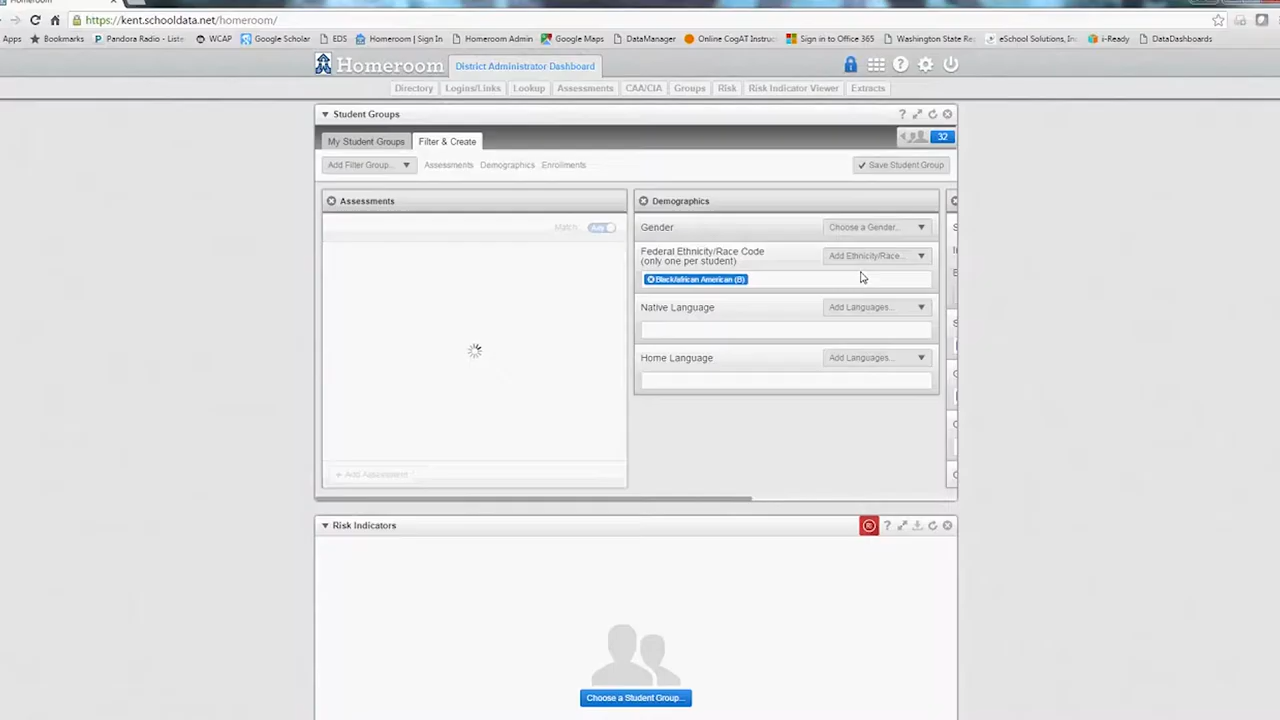 Homeroom
https://kent.schooldata.net/homeroom/
Apps Bookmarks Pandora Radio - Liste WCAP Google Scholar EDS Homeroom | Sign In Homeroom Admin Google Maps DataManager Online CogAT Instruc Sign in to Office 365 Washington State Re eSchool Solutions, In i-Ready DataDashboards
Homeroom District Administrator Dashboard
Directory Logins/Links Lookup Assessments CAA/CIA Groups Risk Risk Indicator Viewer Extracts
Student Groups
My Student Groups Filter & Create 32
Add Filter Group... Assessments Demographics Enrollments Save Student Group
Assessments
Match Any
+ Add Assessment
Demographics
Gender Choose a Gender...
Federal Ethnicity/Race Code
(only one per student) Add Ethnicity/Race...
Black/african American (B)
Native Language Add Languages...
Home Language Add Languages...
Risk Indicators
Choose a Student Group...